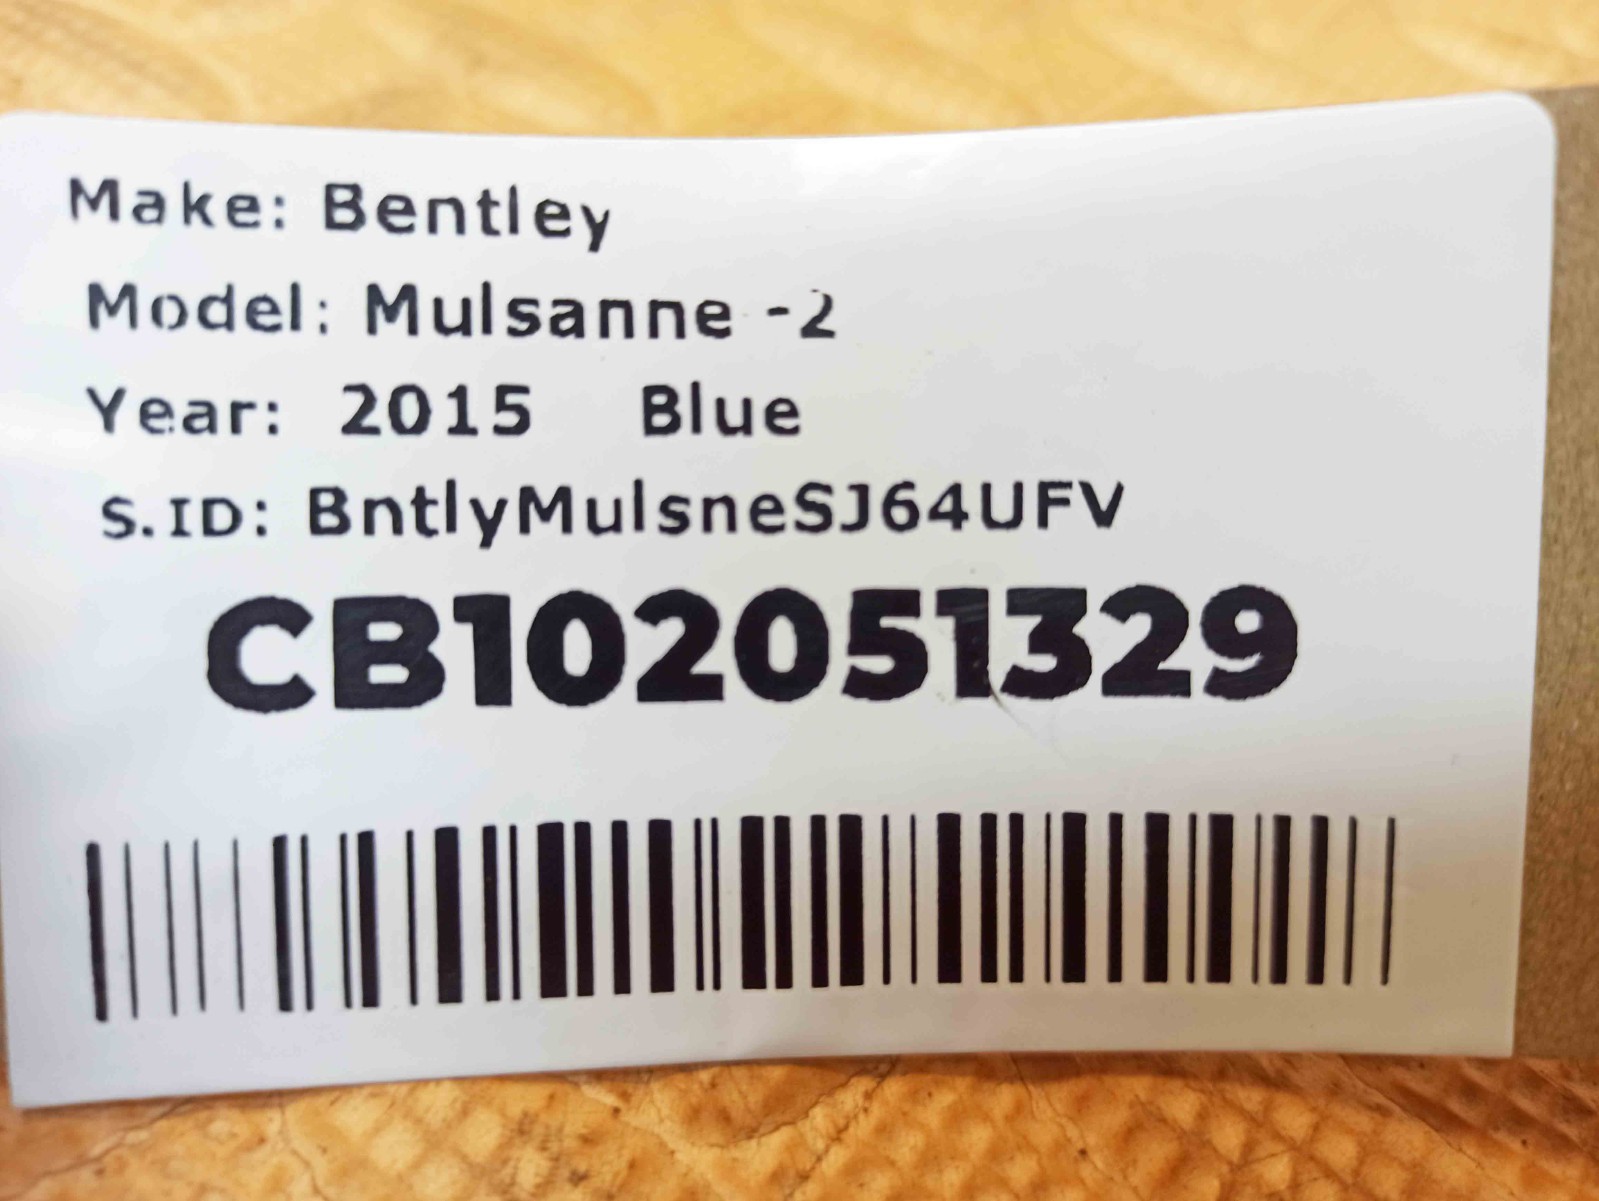 Make: Bentley
Model: Mulsanne -2
Year: 2015 Blue
S.ID: BntlyMulsneSJ64UFV
CB102051329